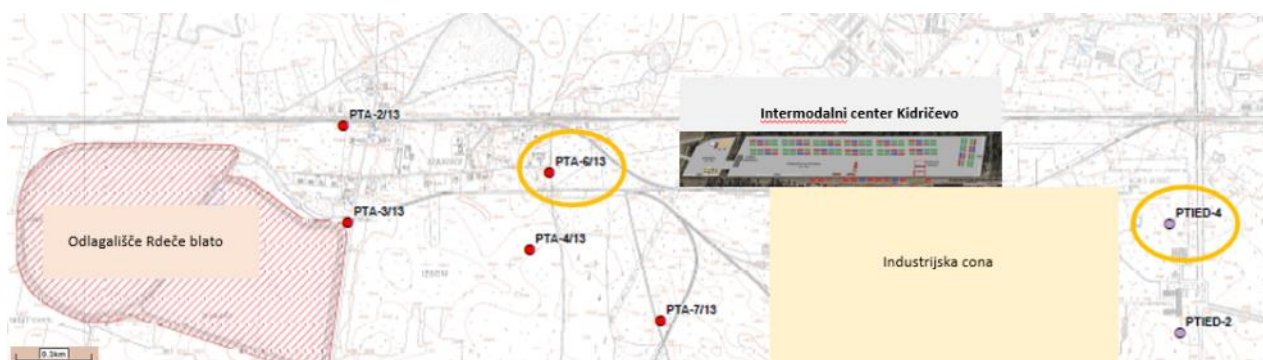 Intermodalni center Kidričevo
PTA-2/13
PTA-6/13
PTA-3/13
PTIED-4
Odlagališče Rdeče blato
PTA-4/13
Industrijska cona
PTA-7/13
PTIED-2
0.3km